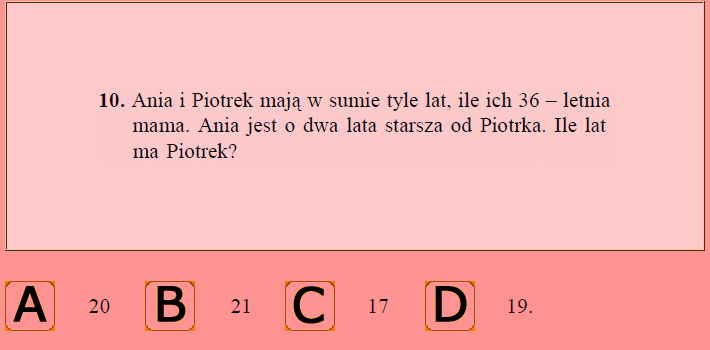 10. Ania i Piotrek mają w sumie tyle lat, ile ich 36 – letnia
mama. Ania jest o dwa lata starsza od Piotrka. Ile lat
ma Piotrek?
A 20 B 21 C 17 D 19.